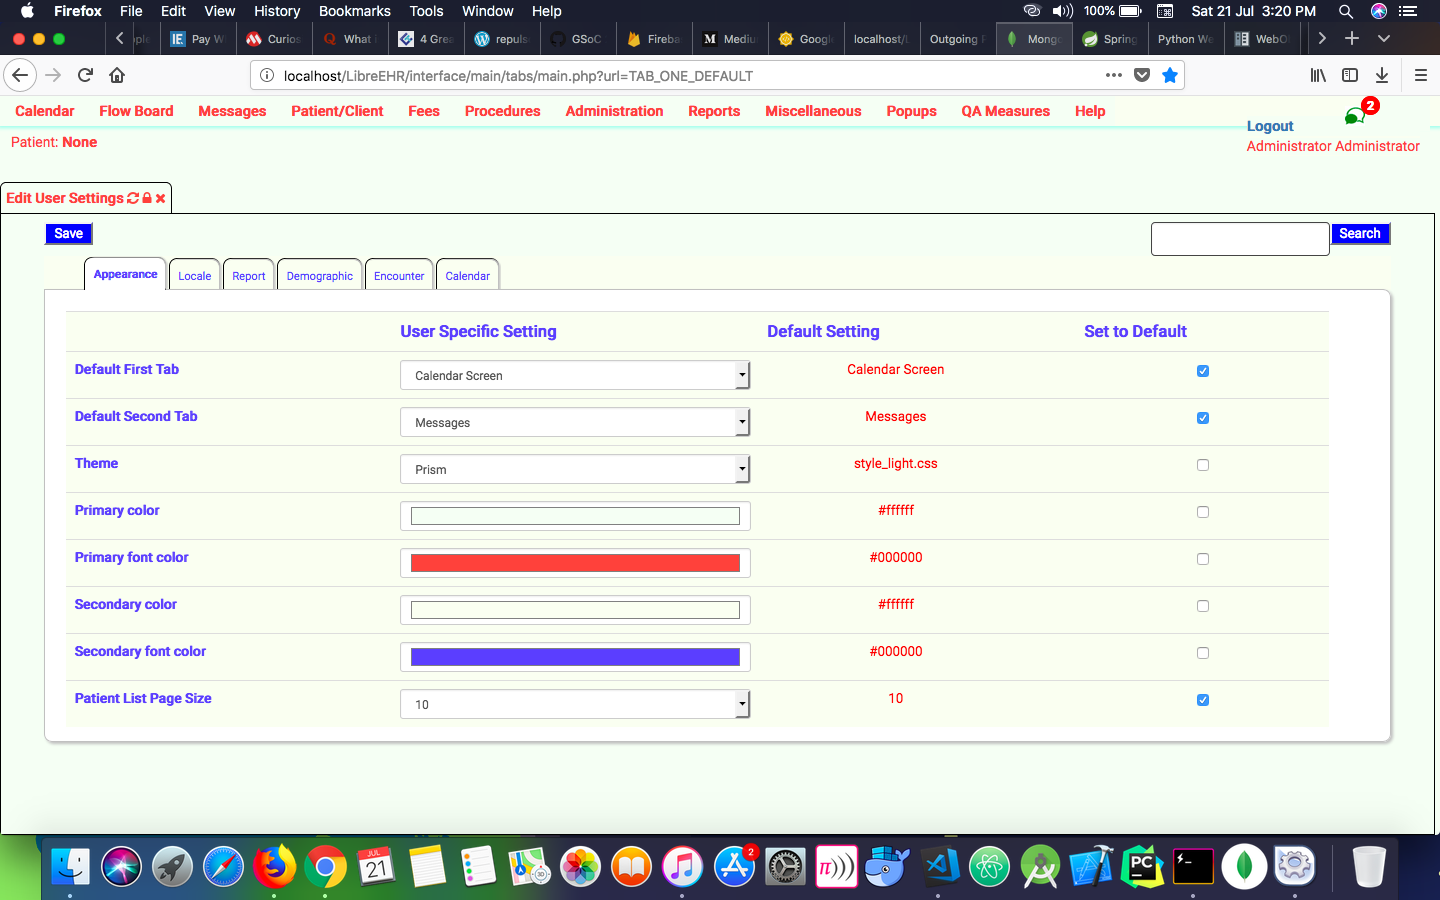 Firefox File Edit View History Bookmarks Tools Window Help 100% Sat 21 Jul 3:20 PM
Pay W Curios What 4 Grea repuls GSoC Fireba Mediu Googl localhost/ Outgoing Mong Spring Python We WebO
localhost/LibreEHR/interface/main/tabs/main.php?url=TAB_ONE_DEFAULT
Calendar Flow Board Messages Patient/Client Fees Procedures Administration Reports Miscellaneous Popups QA Measures Help 2
Logout
Patient: None
Administrator Administrator
Edit User Settings
Save Search
Appearance Locale Report Demographic Encounter Calendar
User Specific Setting Default Setting Set to Default
Default First Tab Calendar Screen Calendar Screen
Default Second Tab Messages Messages
Theme Prism style_light.css
Primary color #ffffff
Primary font color #000000
Secondary color #ffffff
Secondary font color #000000
Patient List Page Size 10 10
JUL
21
3D
2
PC